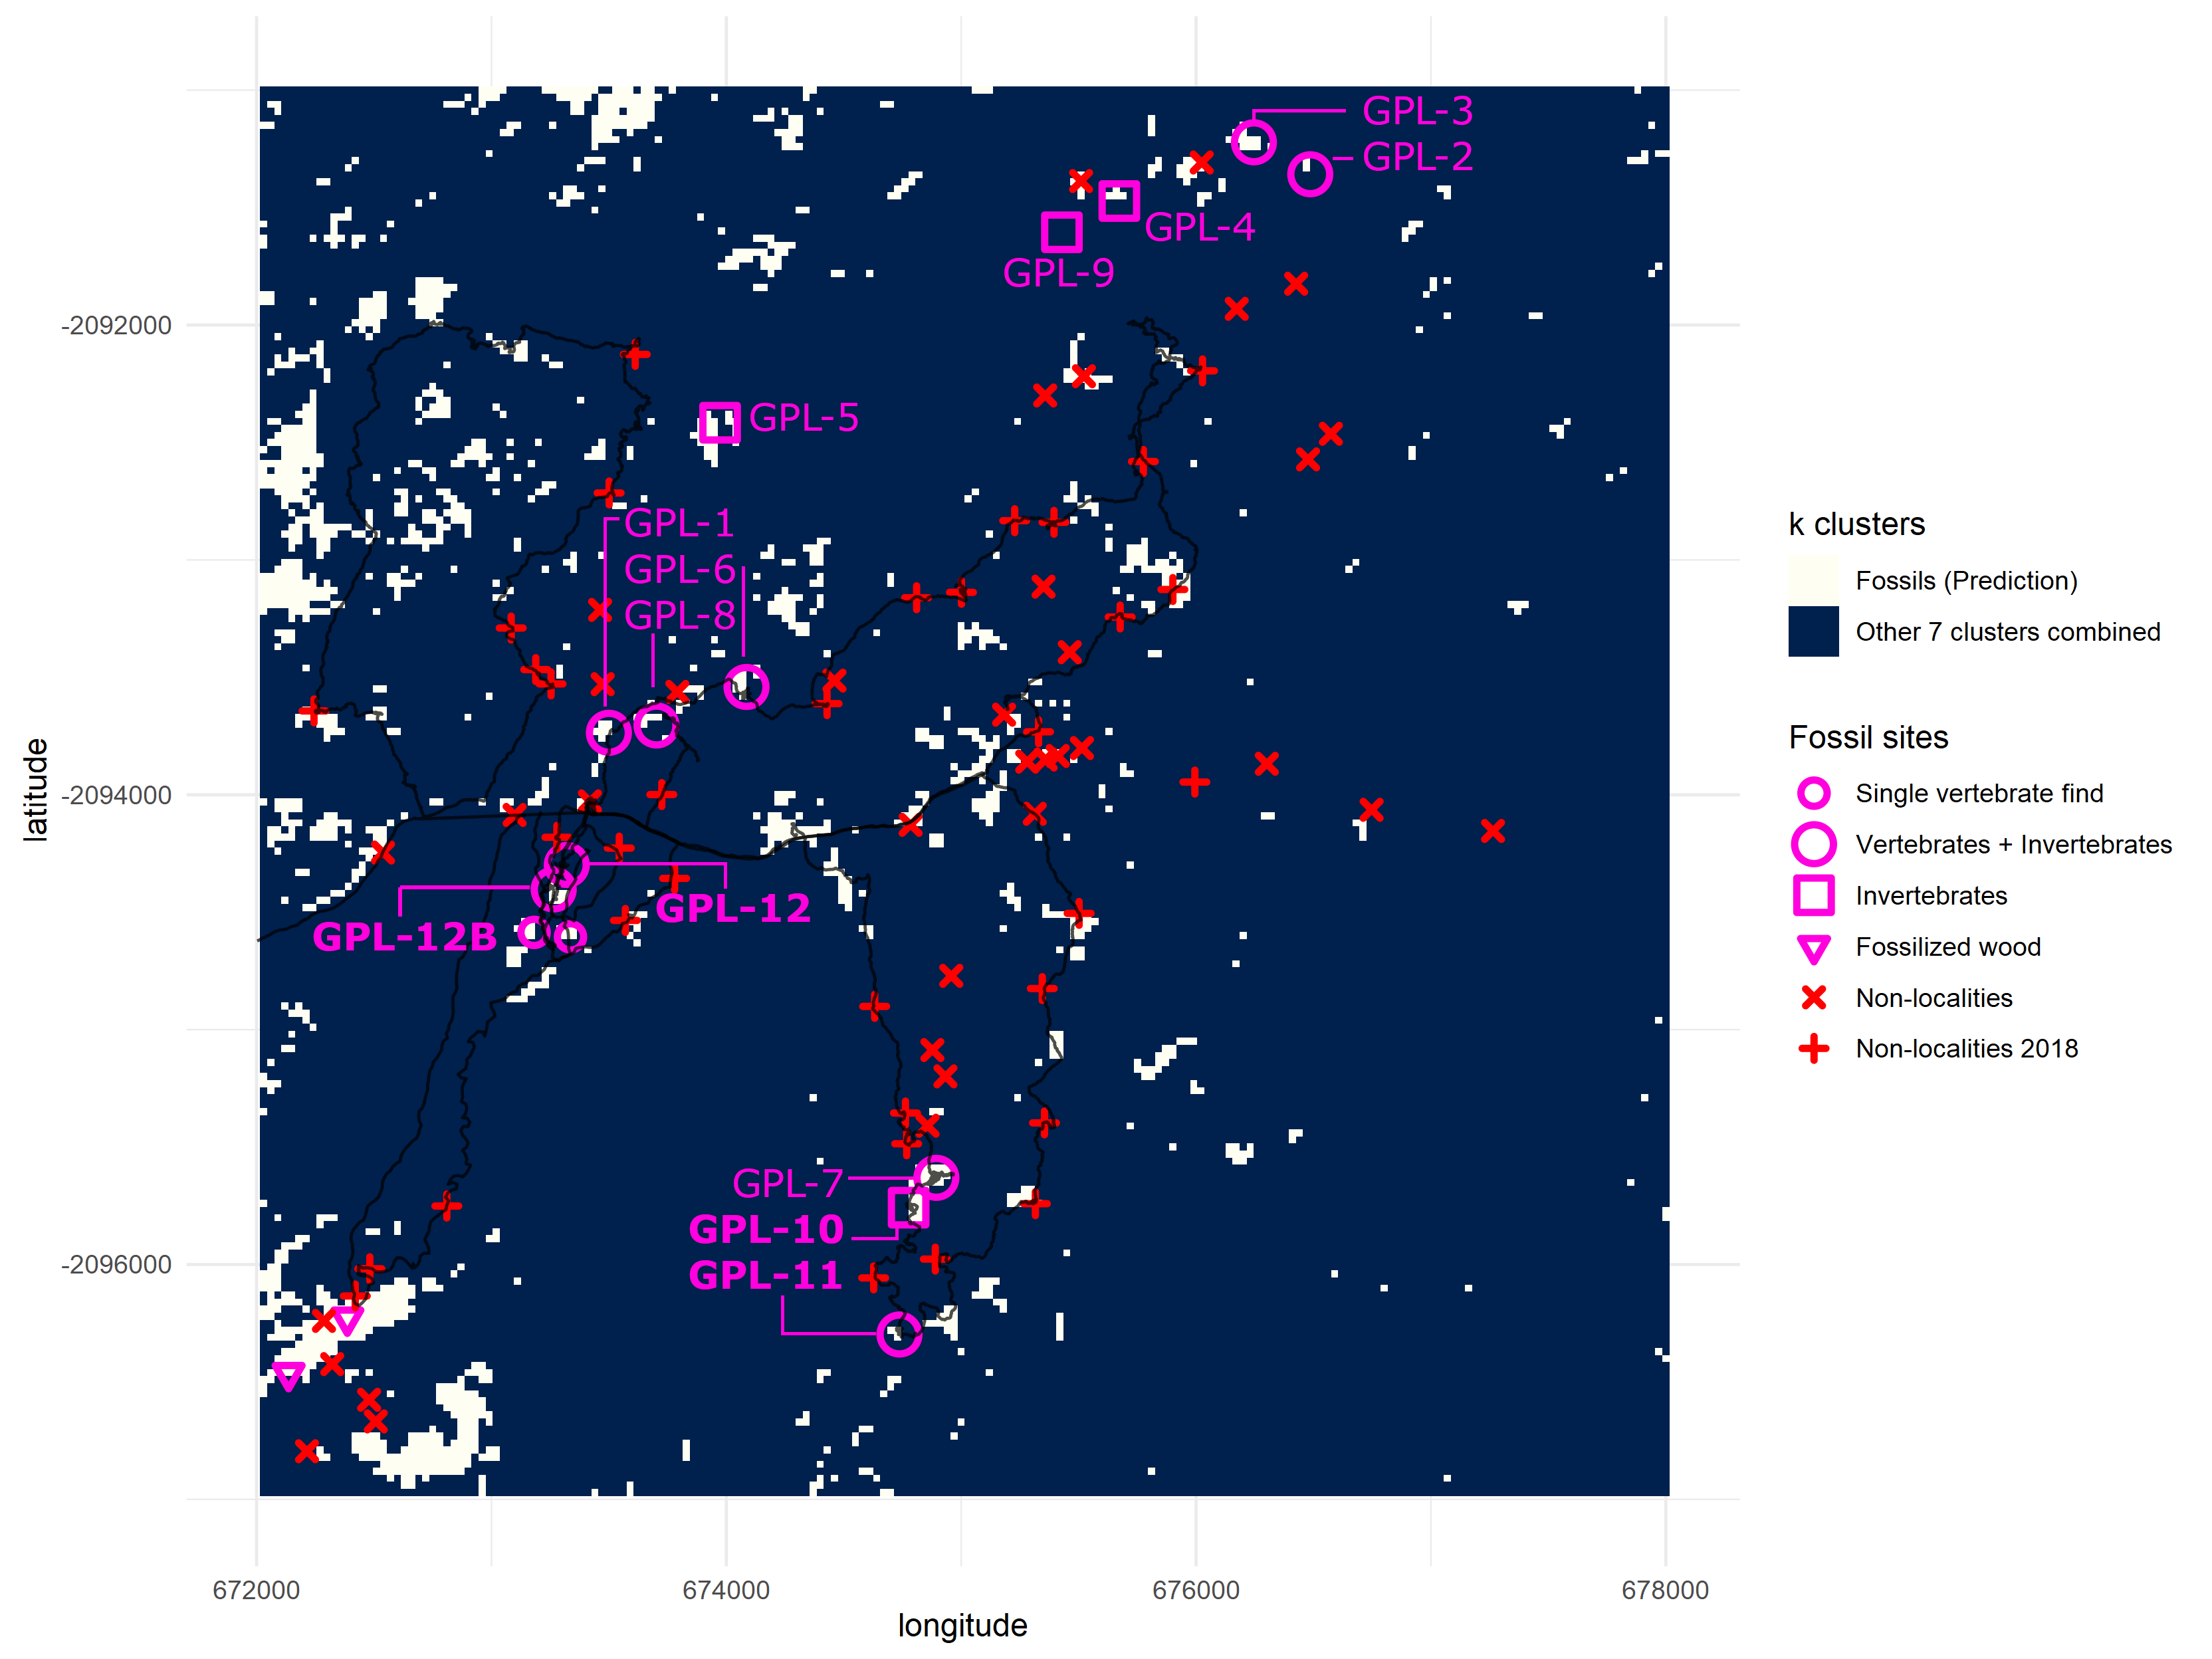 GPL-3
GPL-2
GPL-4
GPL-9
GPL-5
GPL-1
GPL-6
GPL-8
GPL-12
GPL-12B
GPL-7
GPL-10
GPL-11
-2092000
-2094000
-2096000
latitude
672000
674000
676000
678000
longitude
k clusters
Fossils (Prediction)
Other 7 clusters combined
Fossil sites
Single vertebrate find
Vertebrates + Invertebrates
Invertebrates
Fossilized wood
Non-localities
Non-localities 2018